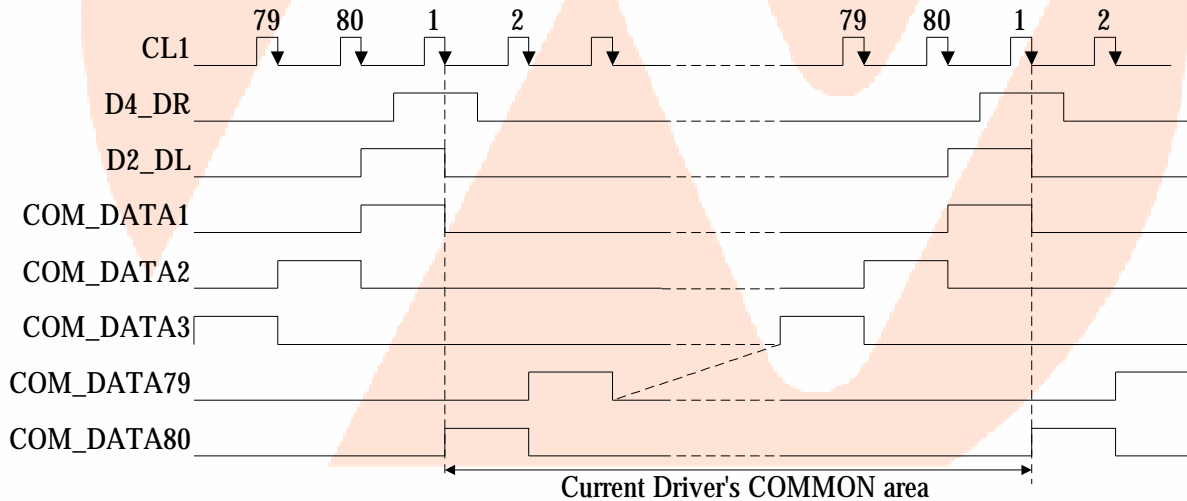 79 80 1 2 79 80 1 2
CL1
D4_DR
D2_DL
COM_DATA1
COM_DATA2
COM_DATA3
COM_DATA79
COM_DATA80
Current Driver's COMMON area